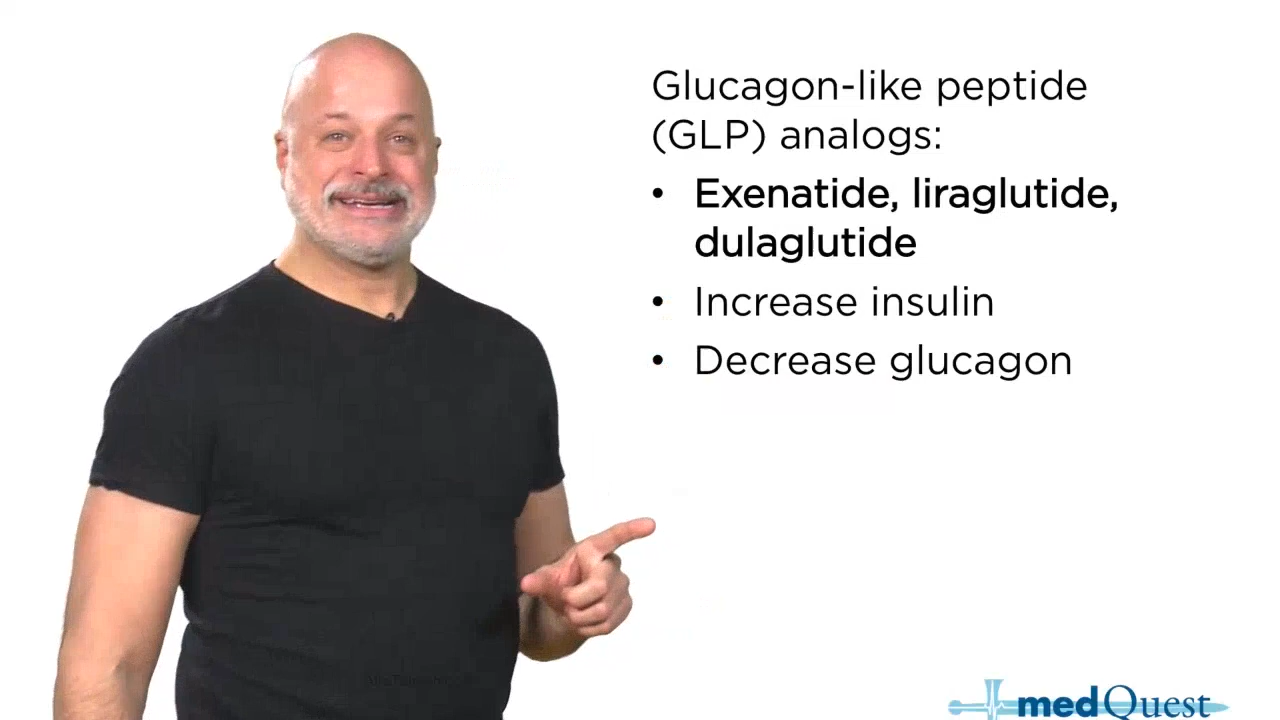 Glucagon-like peptide
(GLP) analogs:
• Exenatide, liraglutide,
dulaglutide
• Increase insulin
• Decrease glucagon
medQuest